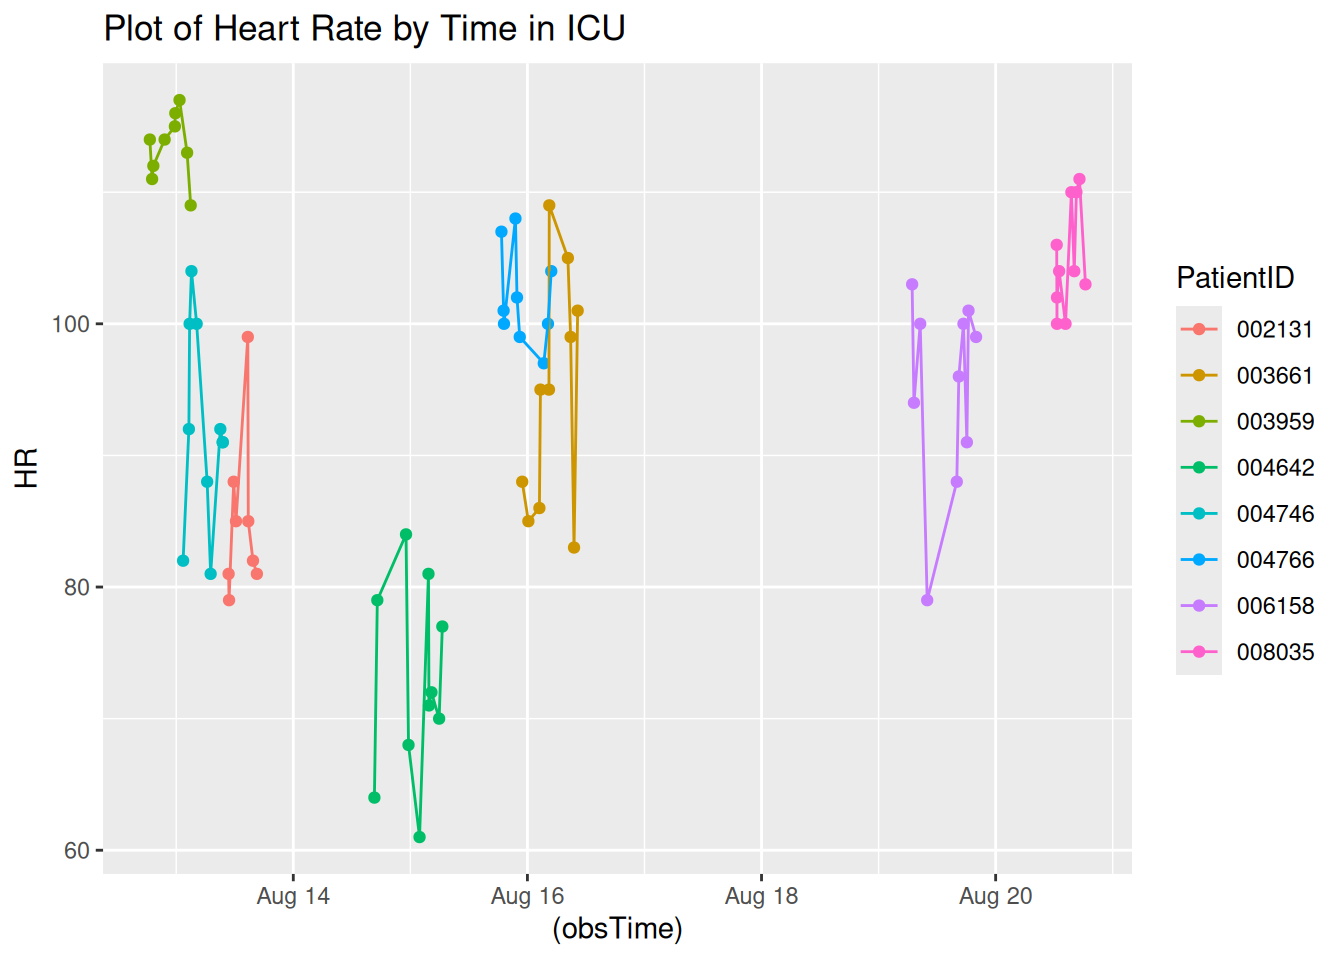 Plot of Heart Rate by Time in ICU
HR
100
80
60
Aug 14
Aug 16
Aug 18
Aug 20
(obsTime)
PatientID
002131
003661
003959
004642
004746
004766
006158
008035